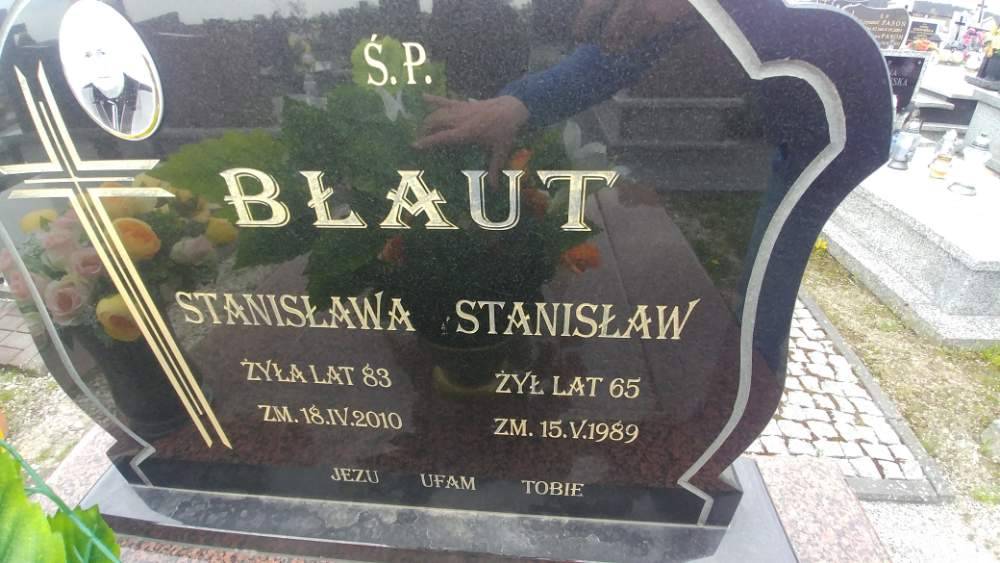 Ś.P.
BŁAUT
STANISŁAWA STANISŁAW
ŻYŁA LAT 83
ZM. 18.IV.2010
ŻYŁ LAT 65
ZM. 15.V.1989
JEZU UFAM TOBIE